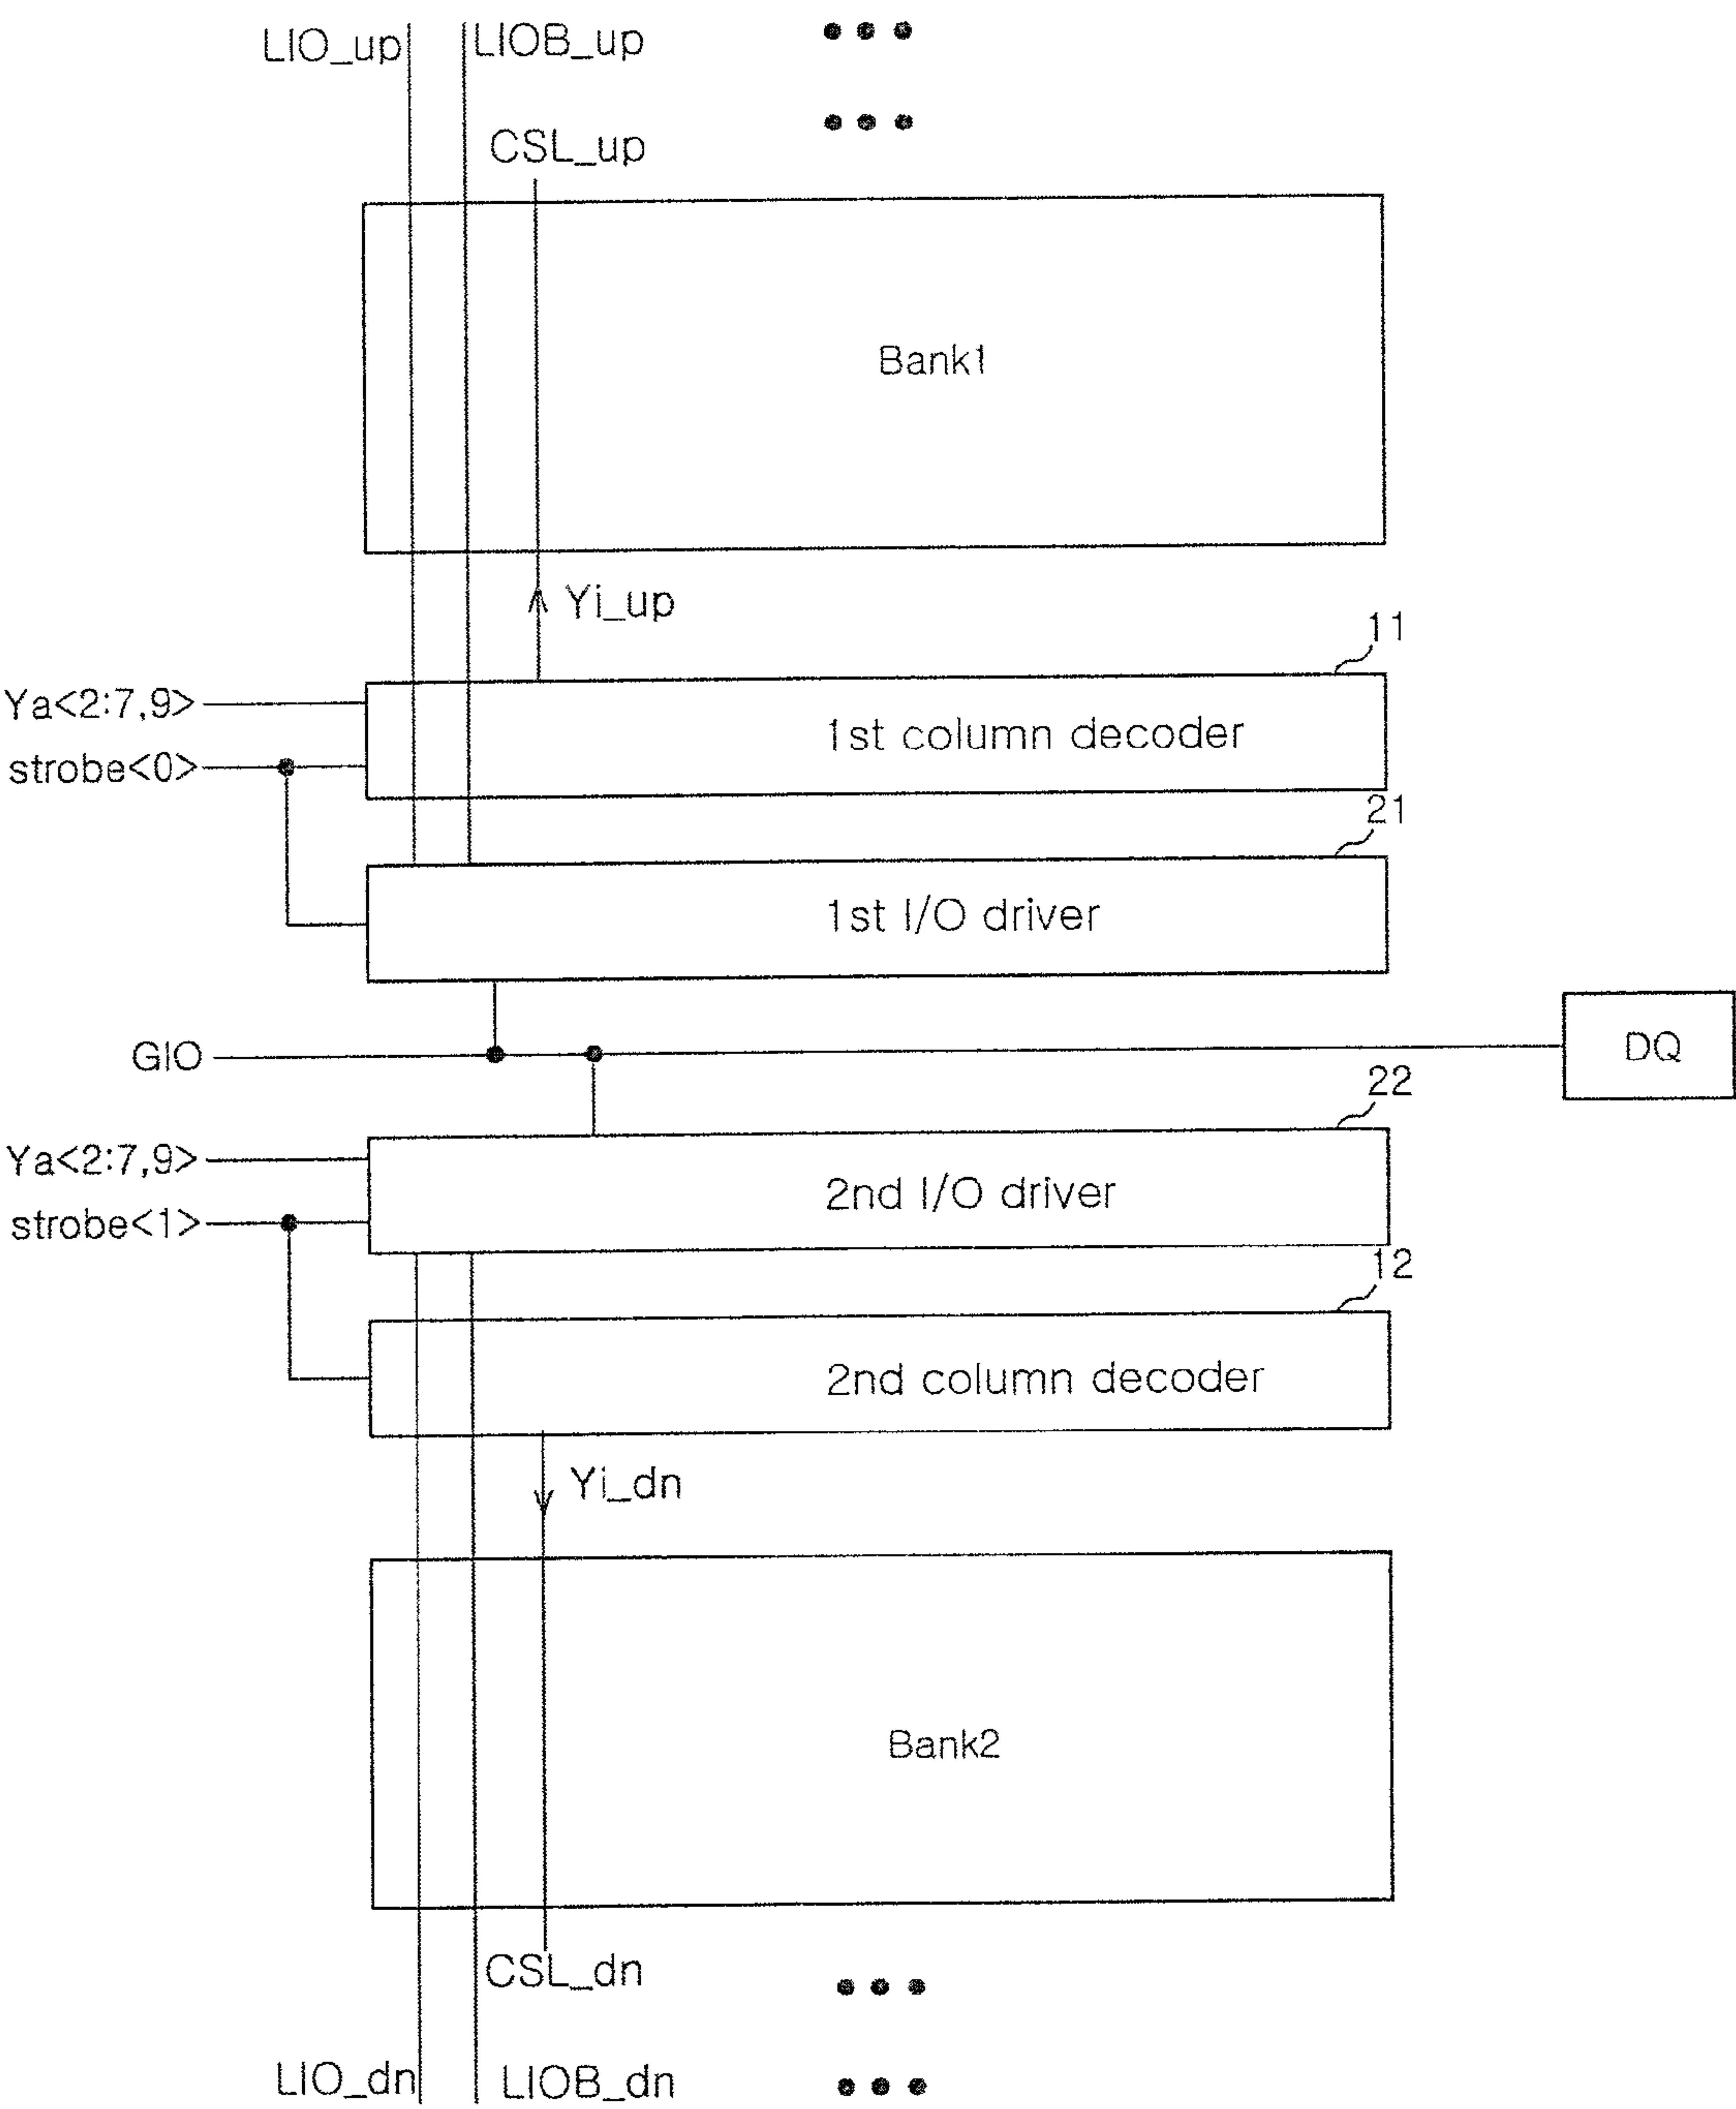 LIO_up
LIOB_up
CSL_up
Bank1
Yi_up
11
Ya<2:7,9>
1st column decoder
strobe<0>
21
1st I/O driver
GIO
DQ
22
Ya<2:7,9>
2nd I/O driver
strobe<1>
12
2nd column decoder
Yi_dn
Bank2
CSL_dn
LIO_dn
LIOB_dn